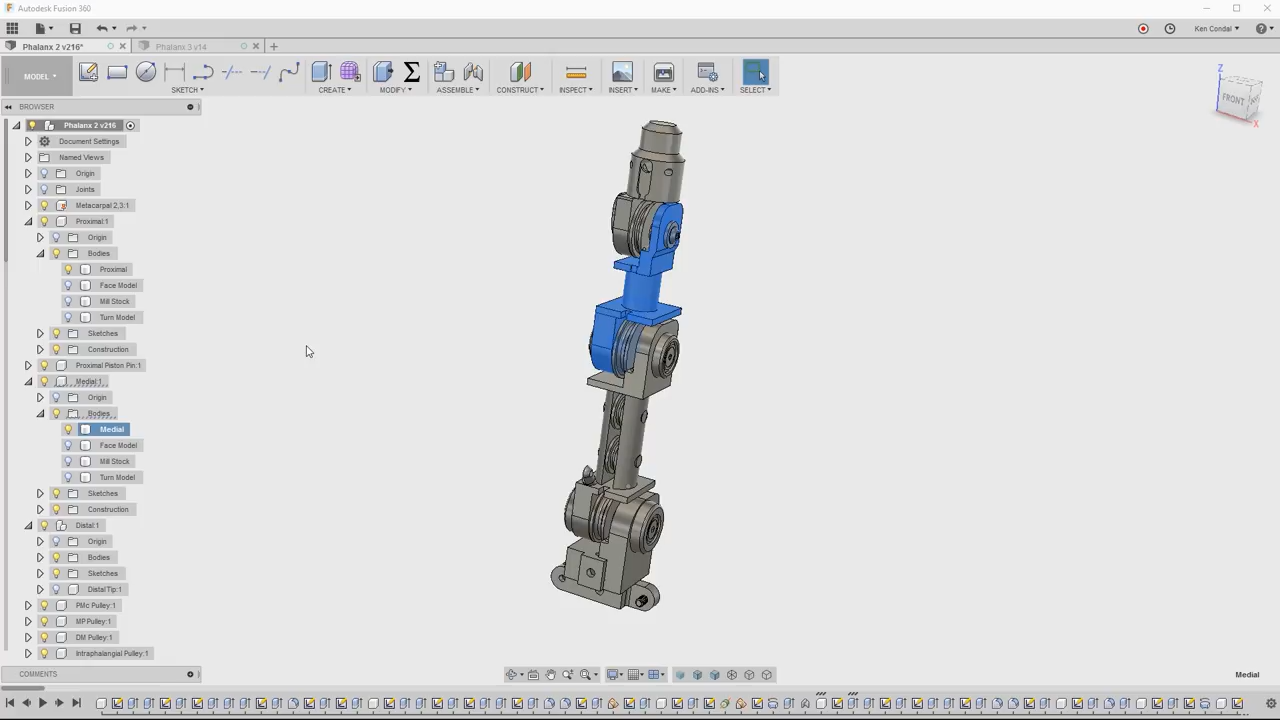 Autodesk Fusion 360
Ken Condal
Phalanx 2 v216*
Phalanx 3 v14
MODEL
SKETCH
CREATE
MODIFY
ASSEMBLE
CONSTRUCT
INSPECT
INSERT
MAKE
ADD-INS
SELECT
Z
FRONT
X
BROWSER
Phalanx 2 v216
Document Settings
Named Views
Origin
Joints
Metacarpal 2,3:1
Proximal:1
Origin
Bodies
Proximal
Face Model
Mill Stock
Turn Model
Sketches
Construction
Proximal Piston Pin:1
Medial:1
Origin
Bodies
Medial
Face Model
Mill Stock
Turn Model
Sketches
Construction
Distal:1
Origin
Bodies
Sketches
Distal Tip:1
PMc Pulley:1
MP Pulley:1
DM Pulley:1
Intraphalangial Pulley:1
COMMENTS
Medial